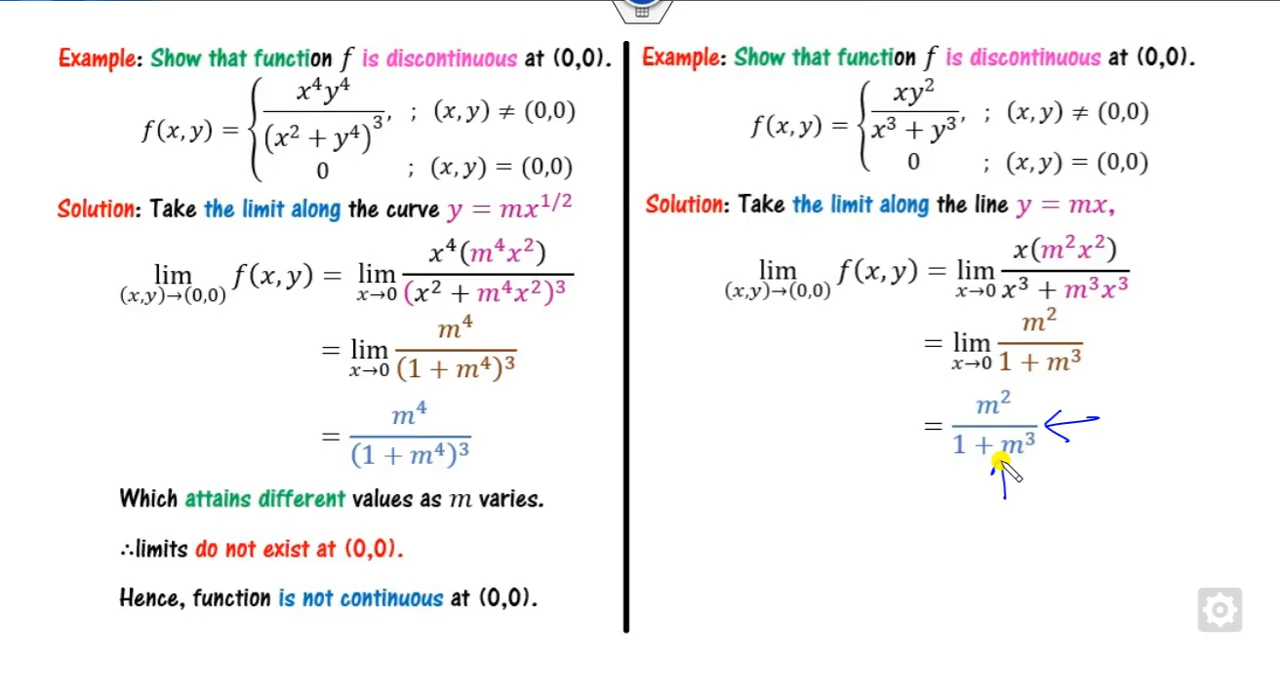 Example: Show that function f is discontinuous at (0,0).
f(x,y) = { x⁴y⁴ / (x² + y⁴)³, ; (x,y) ≠ (0,0)
0 ; (x,y) = (0,0)
Solution: Take the limit along the curve y = mx^{1/2}
lim_{(x,y)→(0,0)} f(x,y) = lim_{x→0} x⁴(m⁴x²) / (x² + m⁴x²)³
= lim_{x→0} m⁴ / (1 + m⁴)³
= m⁴ / (1 + m⁴)³
Which attains different values as m varies.
∴limits do not exist at (0,0).
Hence, function is not continuous at (0,0).
Example: Show that function f is discontinuous at (0,0).
f(x,y) = { xy² / x³ + y³, ; (x,y) ≠ (0,0)
0 ; (x,y) = (0,0)
Solution: Take the limit along the line y = mx,
lim_{(x,y)→(0,0)} f(x,y) = lim_{x→0} x(m²x²) / x³ + m³x³
= lim_{x→0} m² / 1 + m³
= m² / 1 + m³